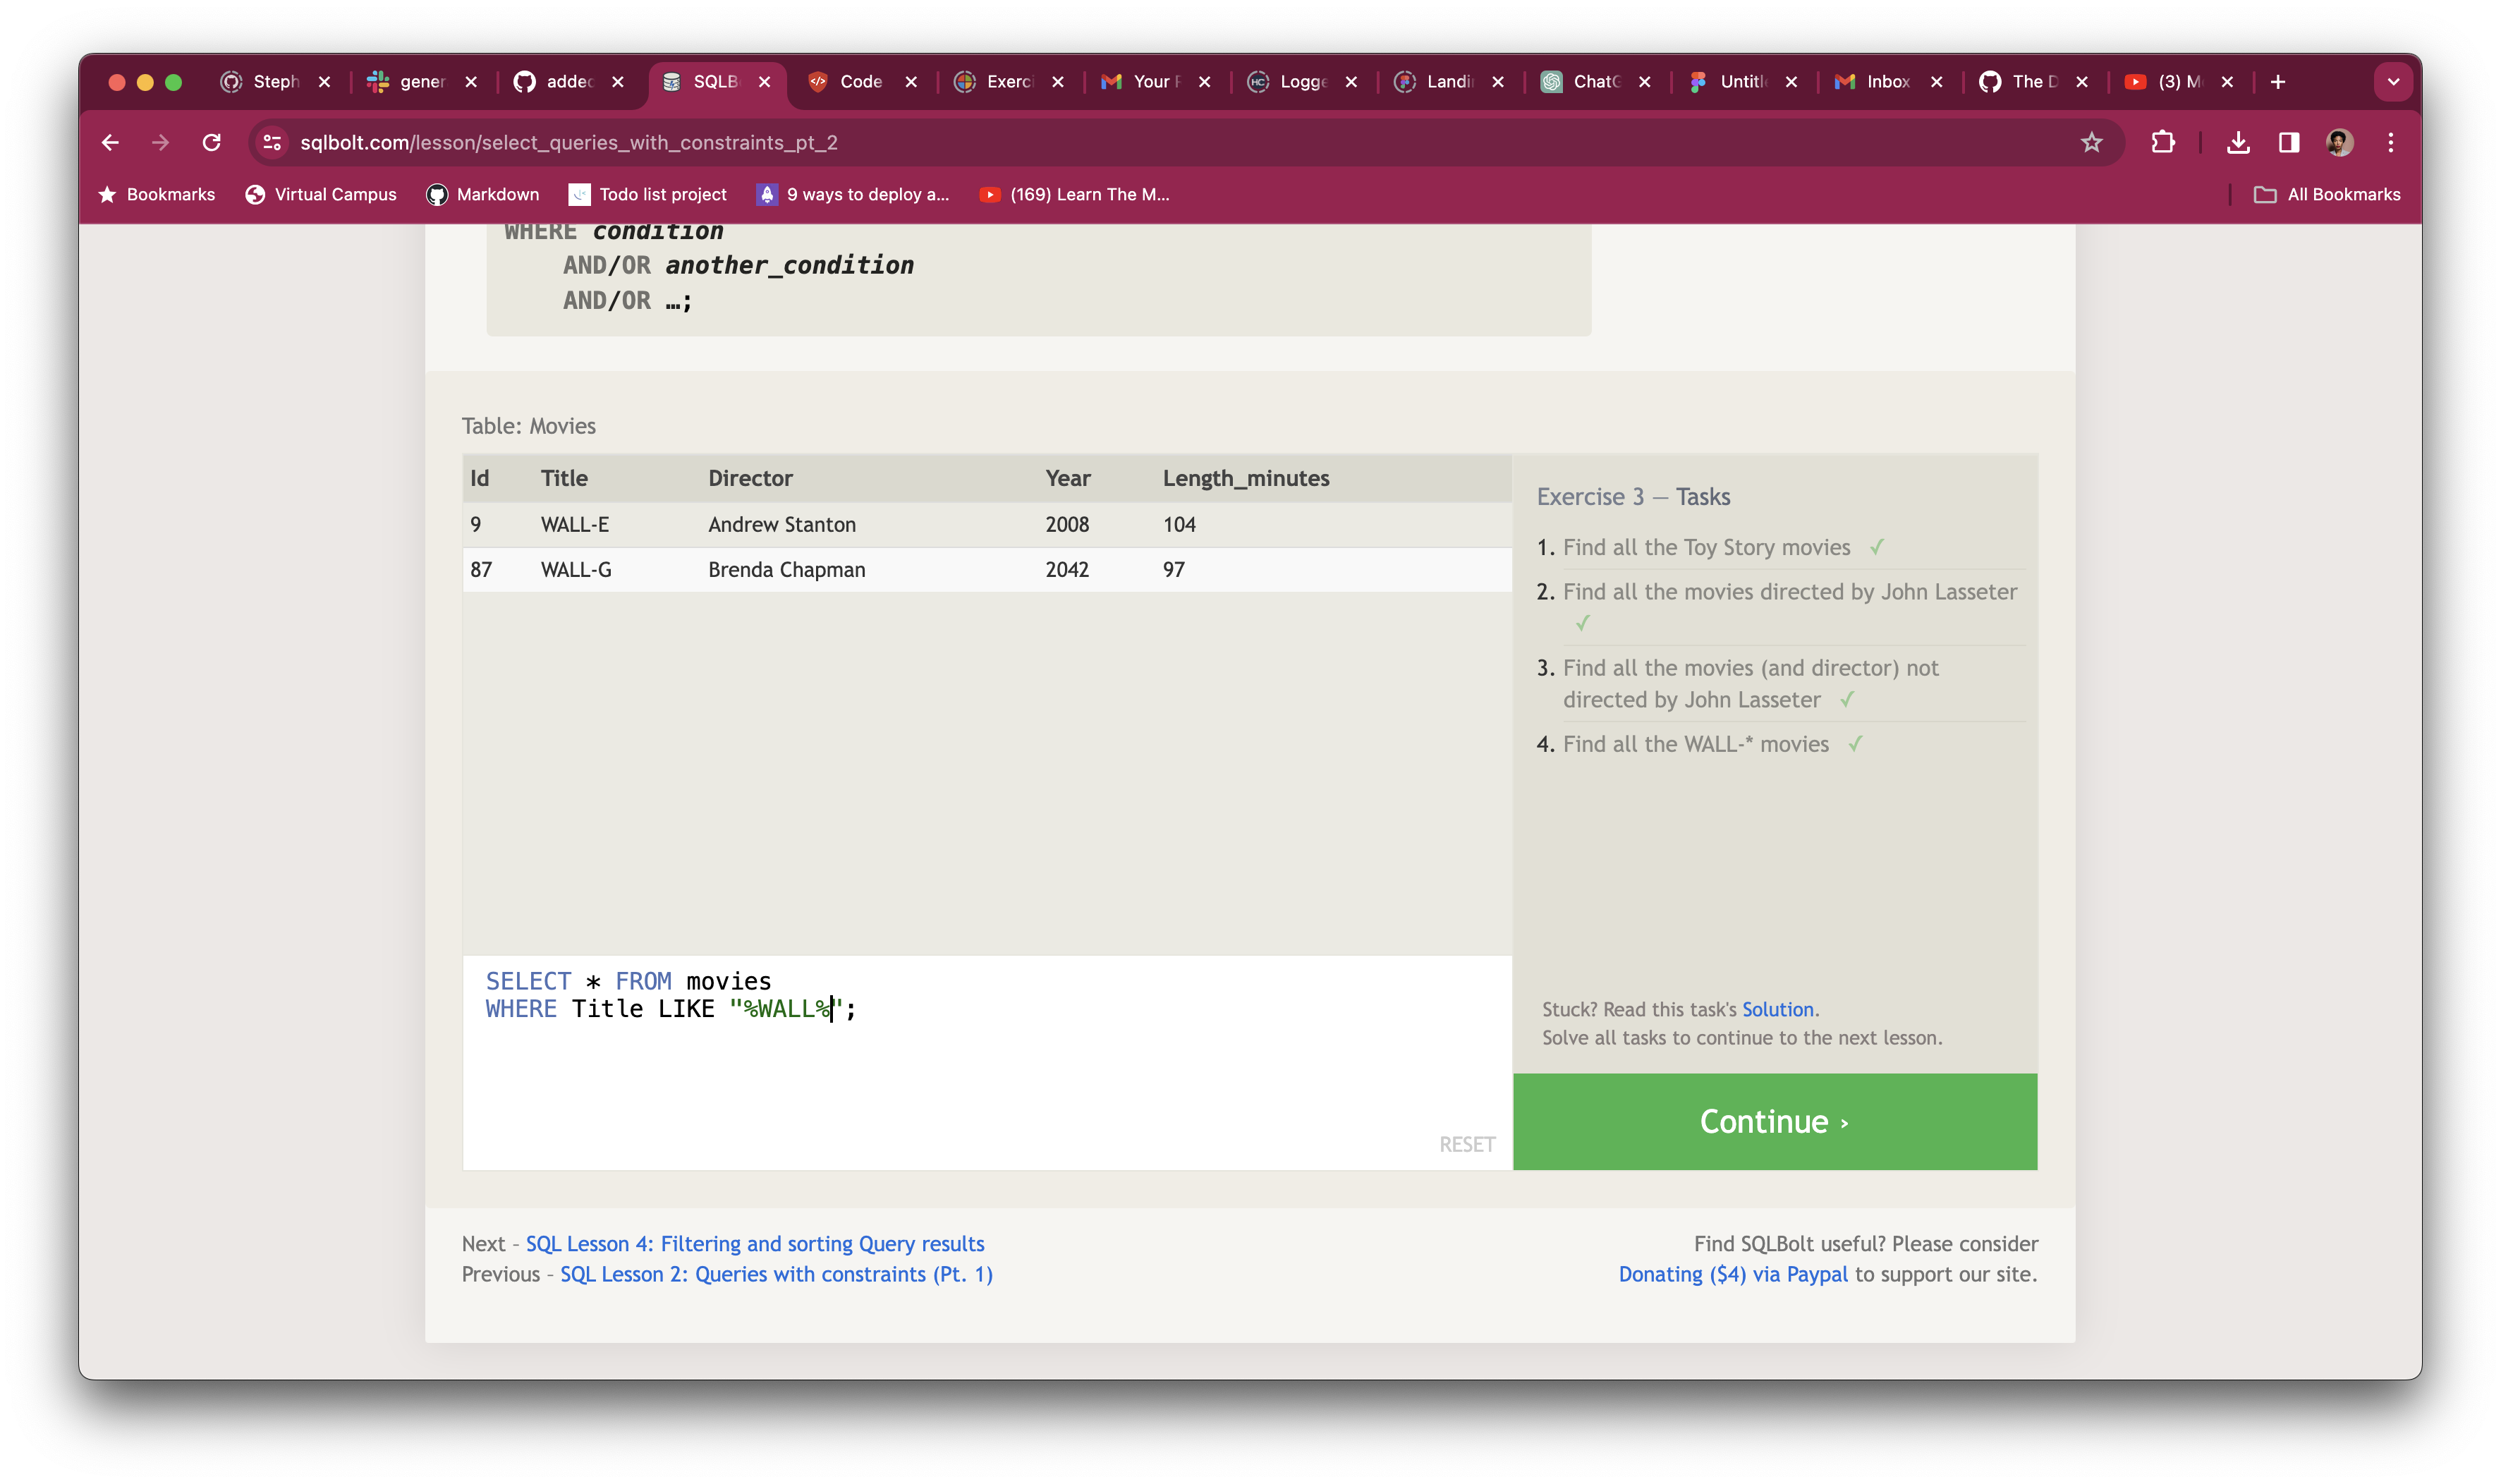 Steph
gener
added
SQLB
Code
Exerci
Your
Logge
Landi
Untitl
Inbox
The D
(3) M
sqlbolt.com/lesson/select_queries_with_constraints_pt_2
Bookmarks
Virtual Campus
Markdown
Todo list project
9 ways to deploy a...
(169) Learn The M...
All Bookmarks
WHERE condition
AND/OR another_condition
AND/OR …;
Table: Movies
Id Title Director Year Length_minutes
9 WALL-E Andrew Stanton 2008 104
87 WALL-G Brenda Chapman 2042 97
Exercise 3 — Tasks
1. Find all the Toy Story movies ✓
2. Find all the movies directed by John Lasseter
✓
3. Find all the movies (and director) not
directed by John Lasseter ✓
4. Find all the WALL-* movies ✓
SELECT * FROM movies
WHERE Title LIKE "%WALL%";
RESET
Stuck? Read this task's Solution.
Solve all tasks to continue to the next lesson.
Continue ›
Next – SQL Lesson 4: Filtering and sorting Query results
Previous – SQL Lesson 2: Queries with constraints (Pt. 1)
Find SQLBolt useful? Please consider
Donating ($4) via Paypal to support our site.